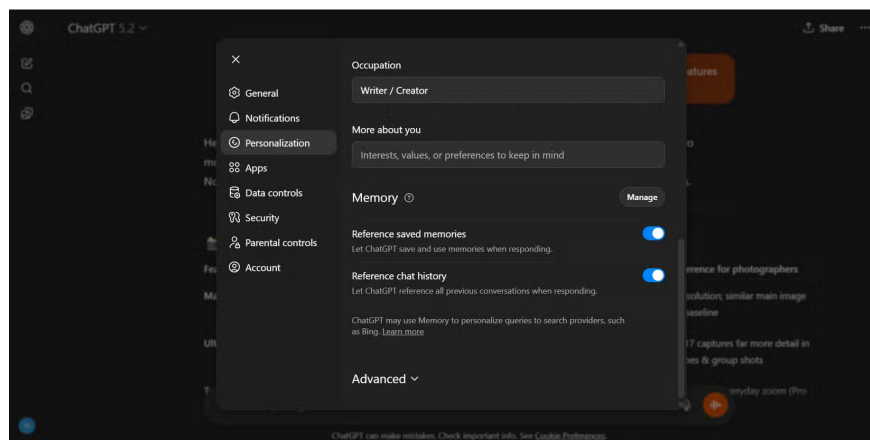 ChatGPT 5.2
Share
Occupation
Writer / Creator
More about you
Interests, values, or preferences to keep in mind
General
Notifications
Personalization
Apps
Data controls
Security
Parental controls
Account
Memory
Manage
Reference saved memories
Let ChatGPT save and use memories when responding.
Reference chat history
Let ChatGPT reference all previous conversations when responding.
ChatGPT may use Memory to personalize queries to search providers, such
as Bing. Learn more
Advanced
atures
erence for photographers
solution; similar main image
baseline
17 captures far more detail in
pes & group shots
eryday zoom (Pro
ChatGPT can make mistakes. Check important info. See Cookie Preferences.